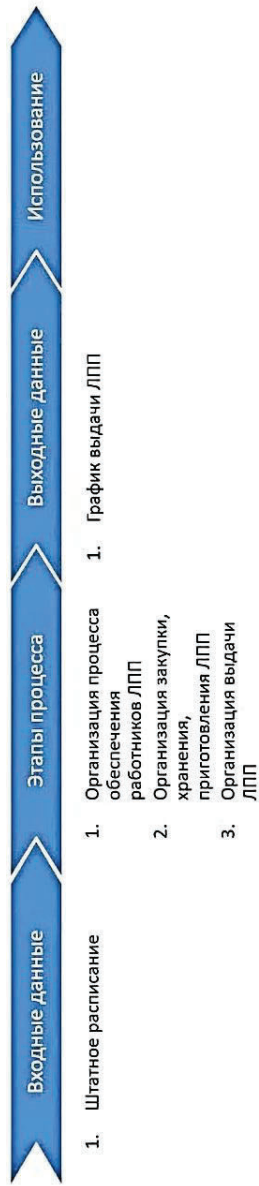 Входные данные
Этапы процесса
Выходные данные
Использование
1. Штатное расписание
1. Организация процесса
обеспечения
работников ЛПП
2. Организация закупки,
хранения,
приготовления ЛПП
3. Организация выдачи
ЛПП
1. График выдачи ЛПП